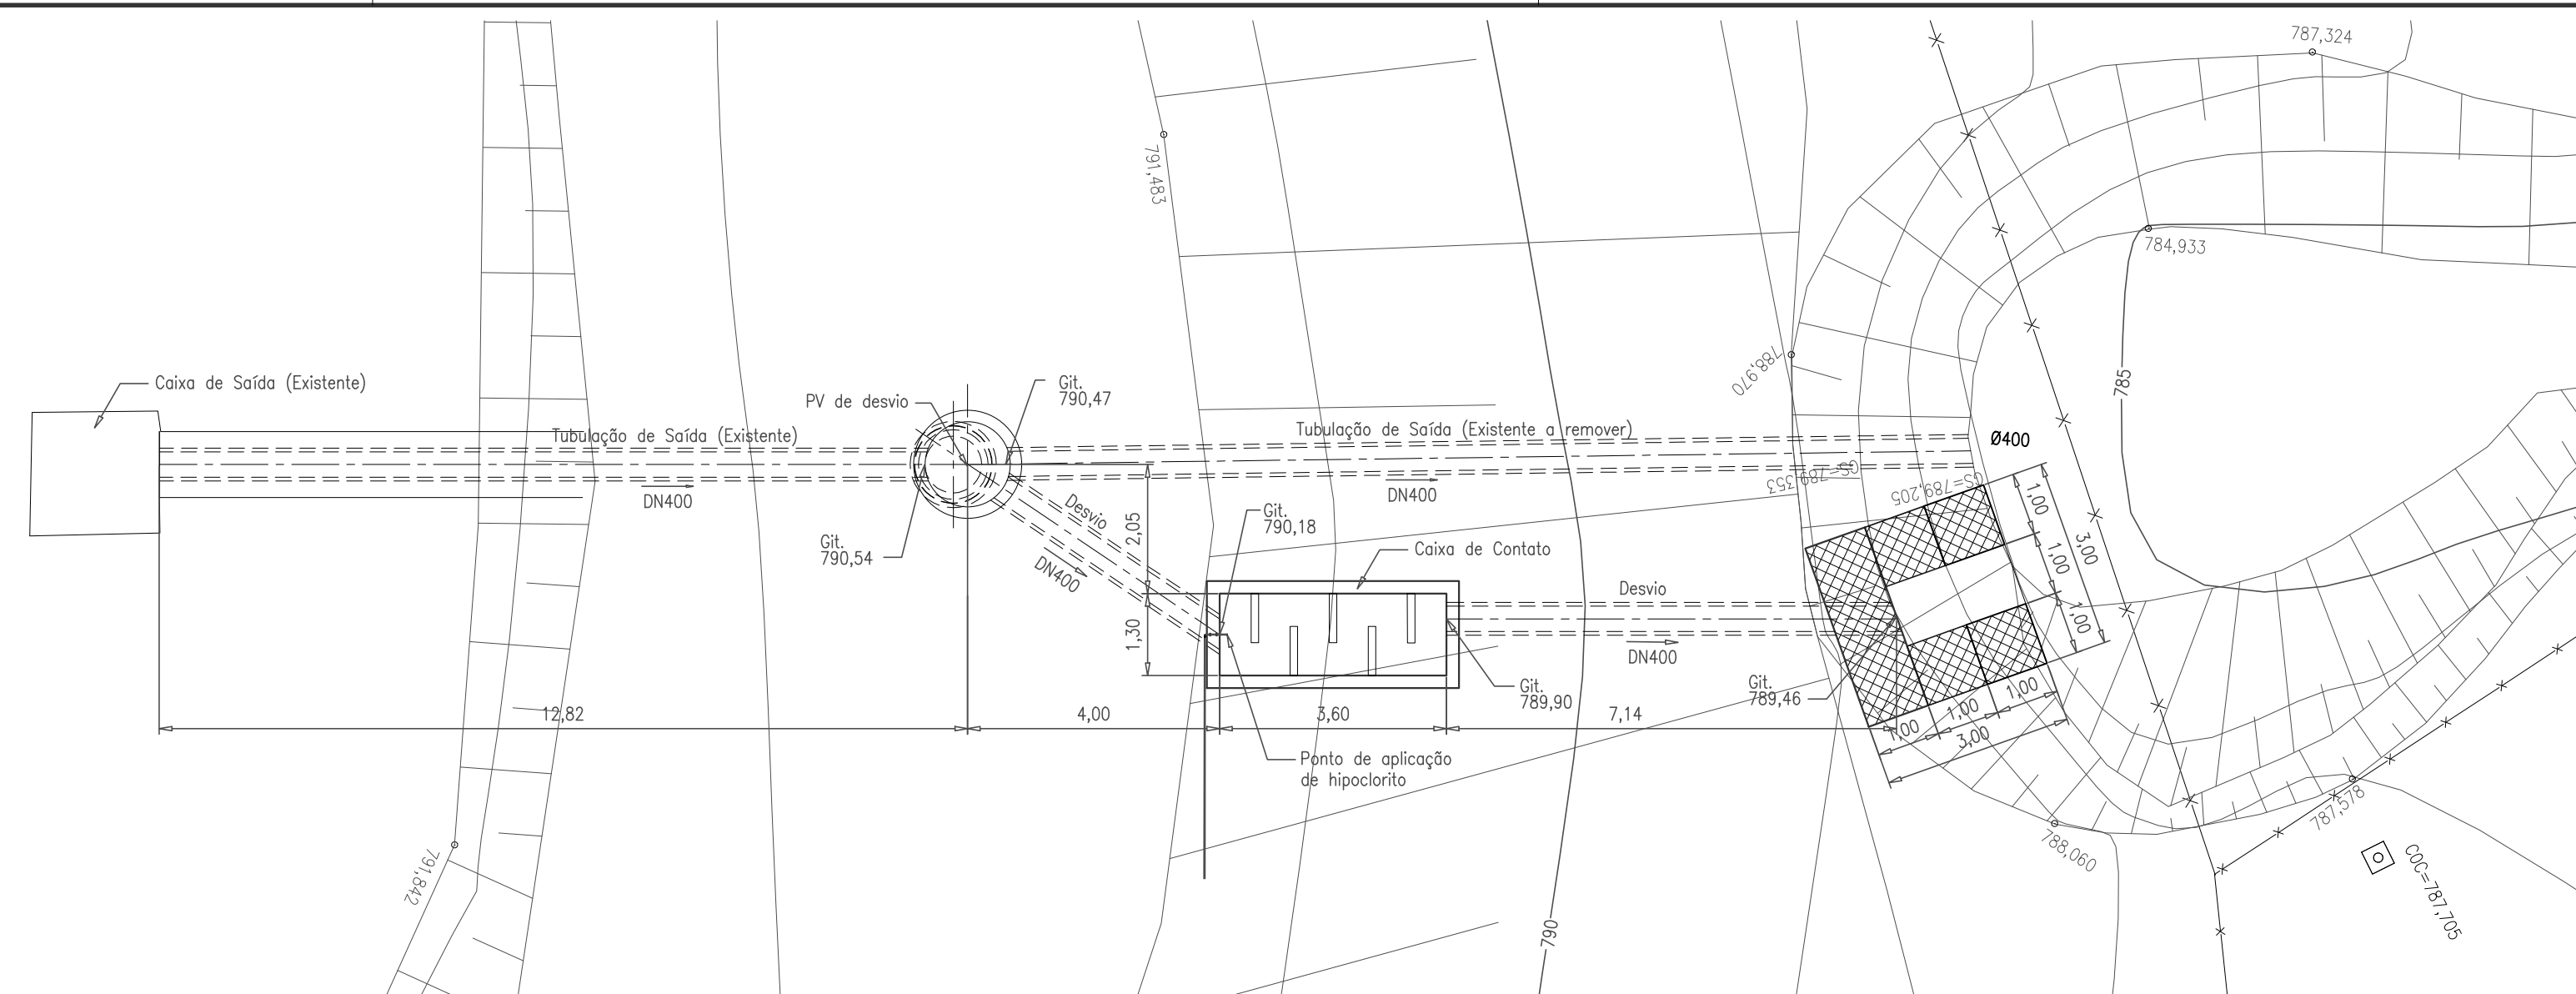 787,324
791,483
784,933
788,970
785
Caixa de Saída (Existente)
PV de desvio
Git.
790,47
Tubulação de Saída (Existente)
Tubulação de Saída (Existente a remover)
Ø400
GS=789,353
GS=789,205
DN400
DN400
Desvio
DN400
2,05
Git.
790,18
Git.
790,54
Caixa de Contato
1,00
3,00
1,00
1,00
1,30
Desvio
DN400
Git.
789,90
Git.
789,46
12,82
4,00
3,60
7,14
1,00
1,00
1,00
3,00
Ponto de aplicação
de hipoclorito
791,842
790
788,060
787,578
COC=787,705